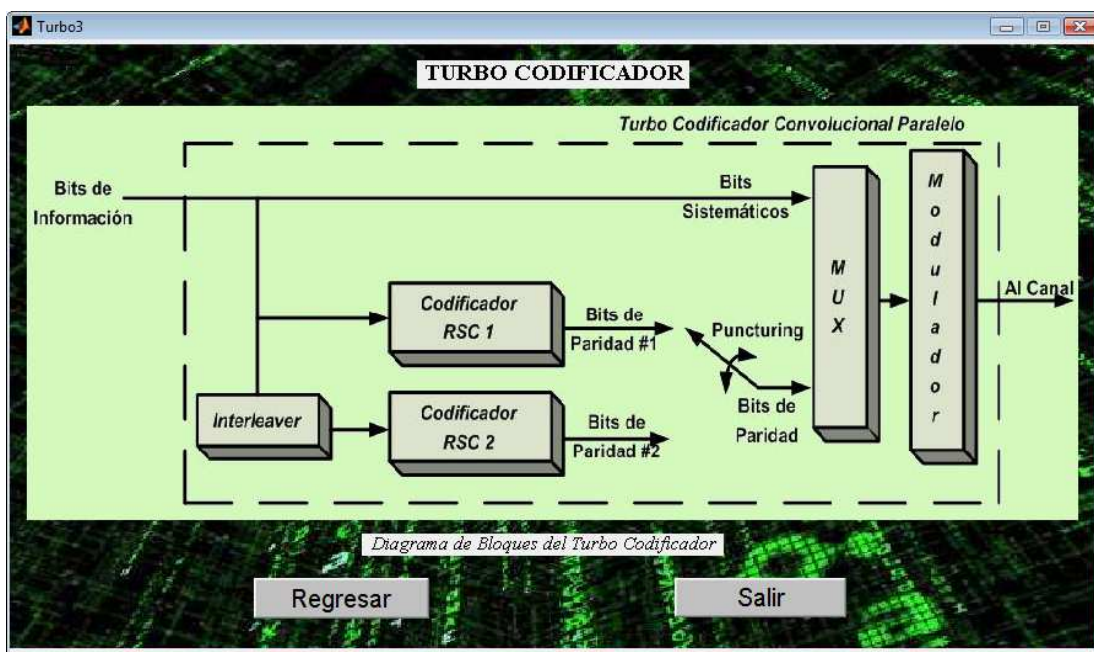 Turbo3
TURBO CODIFICADOR
Turbo Codificador Convolucional Paralelo
Bits de
Información
Bits
Sistemáticos
Codificador
RSC 1
Bits de
Paridad #1
Puncturing
Bits de
Paridad
Interleaver
Codificador
RSC 2
Bits de
Paridad #2
M
U
X
M
o
d
u
l
a
d
o
r
Al Canal
Diagrama de Bloques del Turbo Codificador
Regresar
Salir